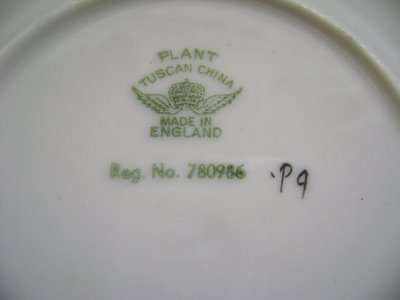 PLANT
TUSCAN CHINA
MADE IN
ENGLAND
Reg. No. 780986 .P9